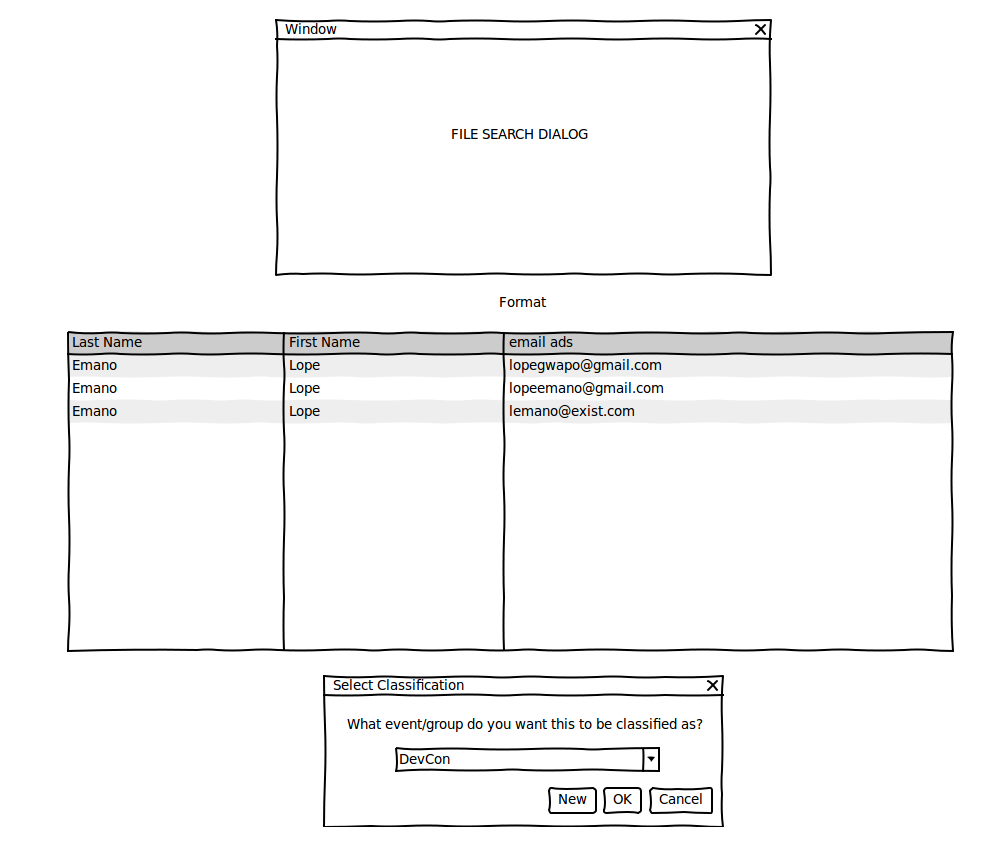 Window
FILE SEARCH DIALOG
Format
Last Name First Name email ads
Emano Lope lopegwapo@gmail.com
Emano Lope lopeemano@gmail.com
Emano Lope lemano@exist.com
Select Classification
What event/group do you want this to be classified as?
DevCon
New OK Cancel